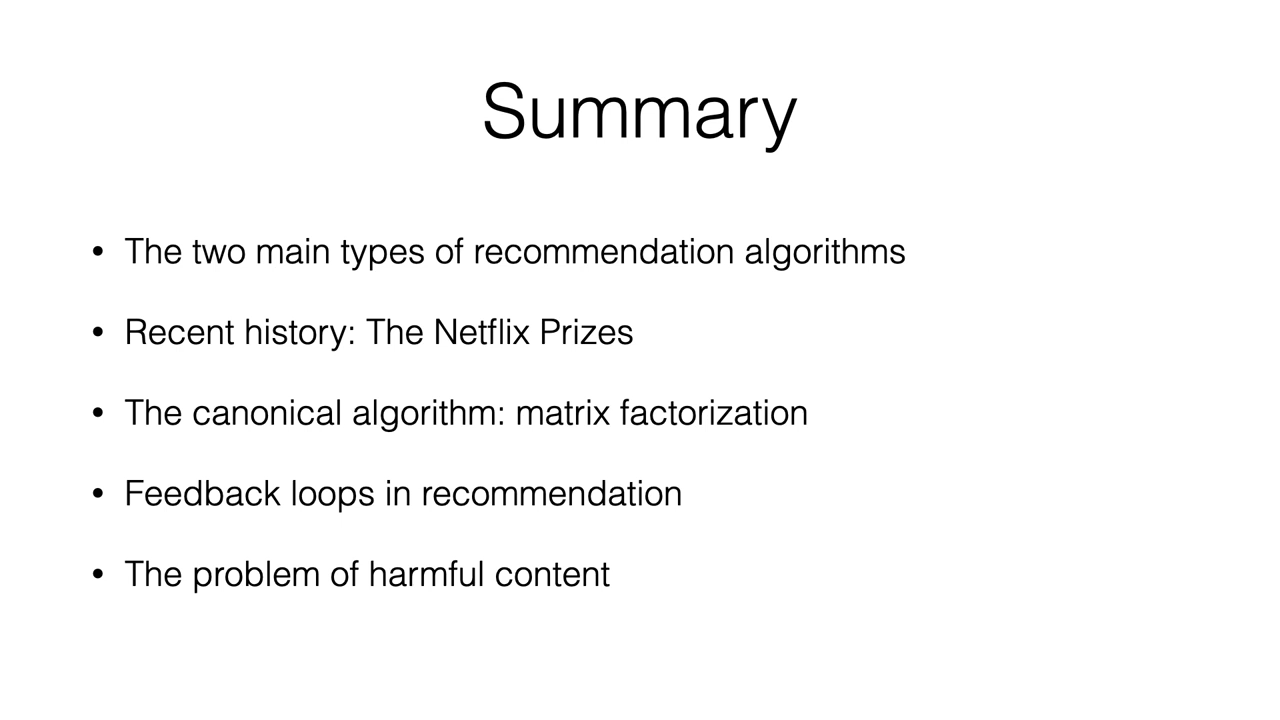 Summary
• The two main types of recommendation algorithms
• Recent history: The Netflix Prizes
• The canonical algorithm: matrix factorization
• Feedback loops in recommendation
• The problem of harmful content